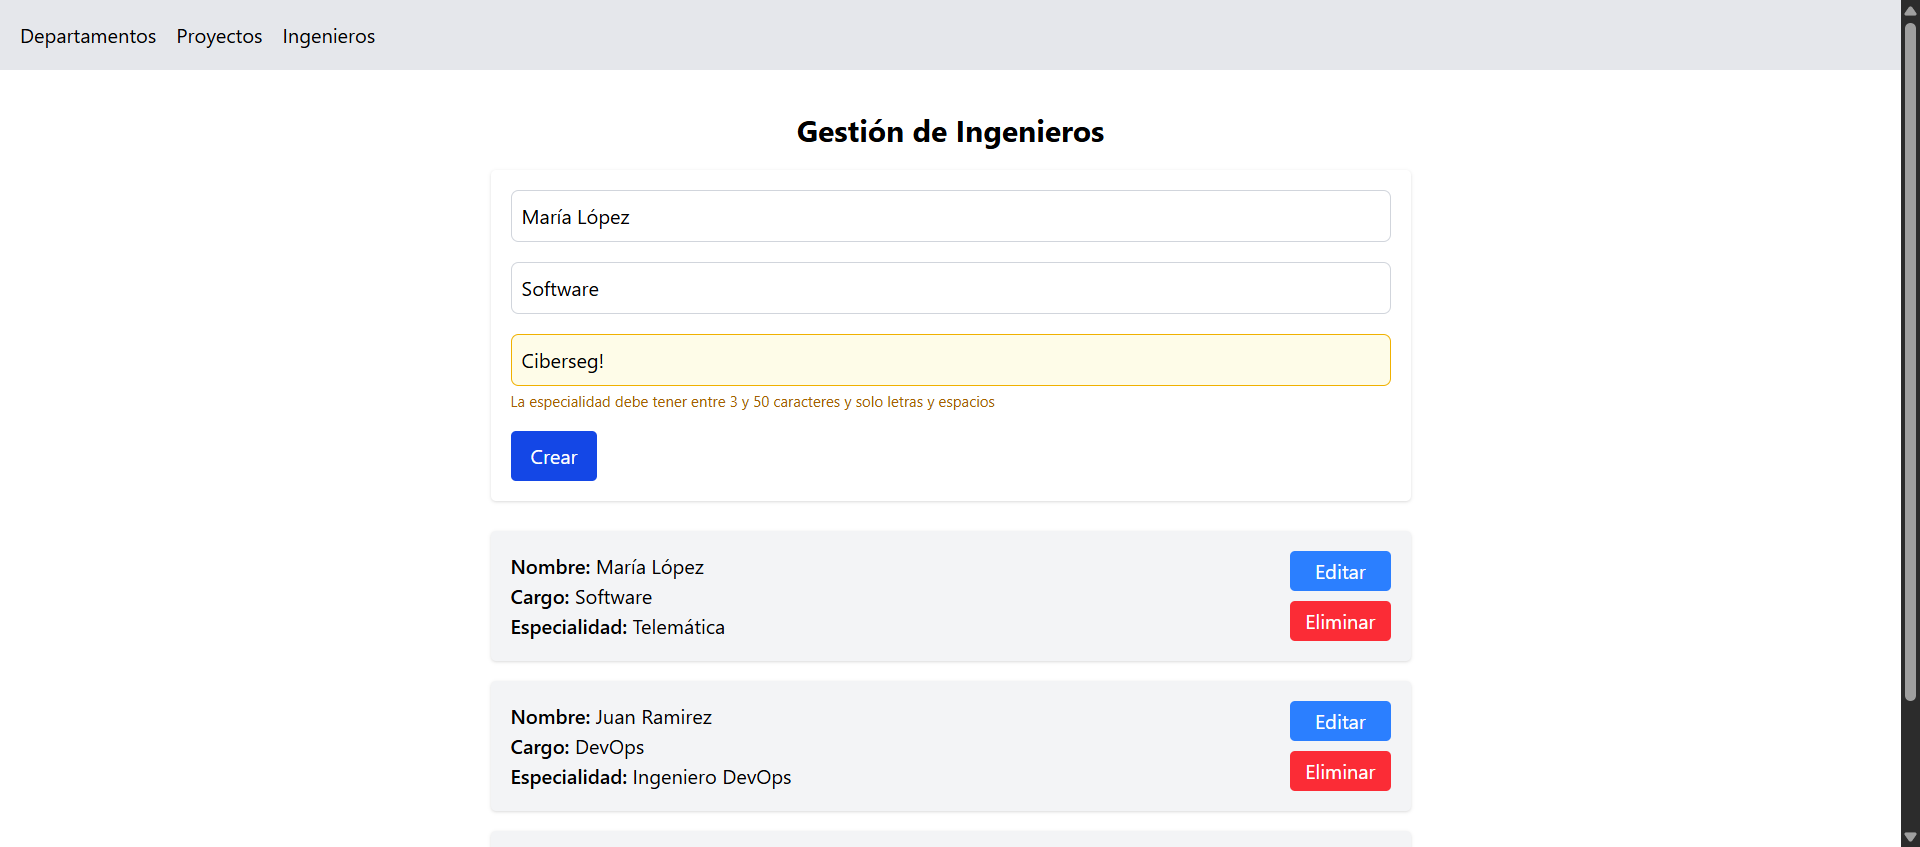 Departamentos Proyectos Ingenieros
Gestión de Ingenieros
María López
Software
Ciberseg!
La especialidad debe tener entre 3 y 50 caracteres y solo letras y espacios
Crear
Nombre: María López
Cargo: Software
Especialidad: Telemática
Editar
Eliminar
Nombre: Juan Ramirez
Cargo: DevOps
Especialidad: Ingeniero DevOps
Editar
Eliminar